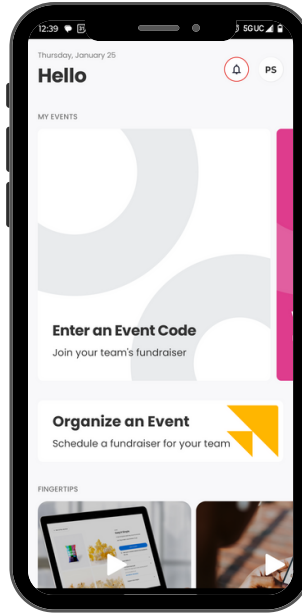 12:39
5GUC
Thursday, January 25
Hello
PS
MY EVENTS
Enter an Event Code
Join your team's fundraiser
Organize an Event
Schedule a fundraiser for your team
FINGERTIPS